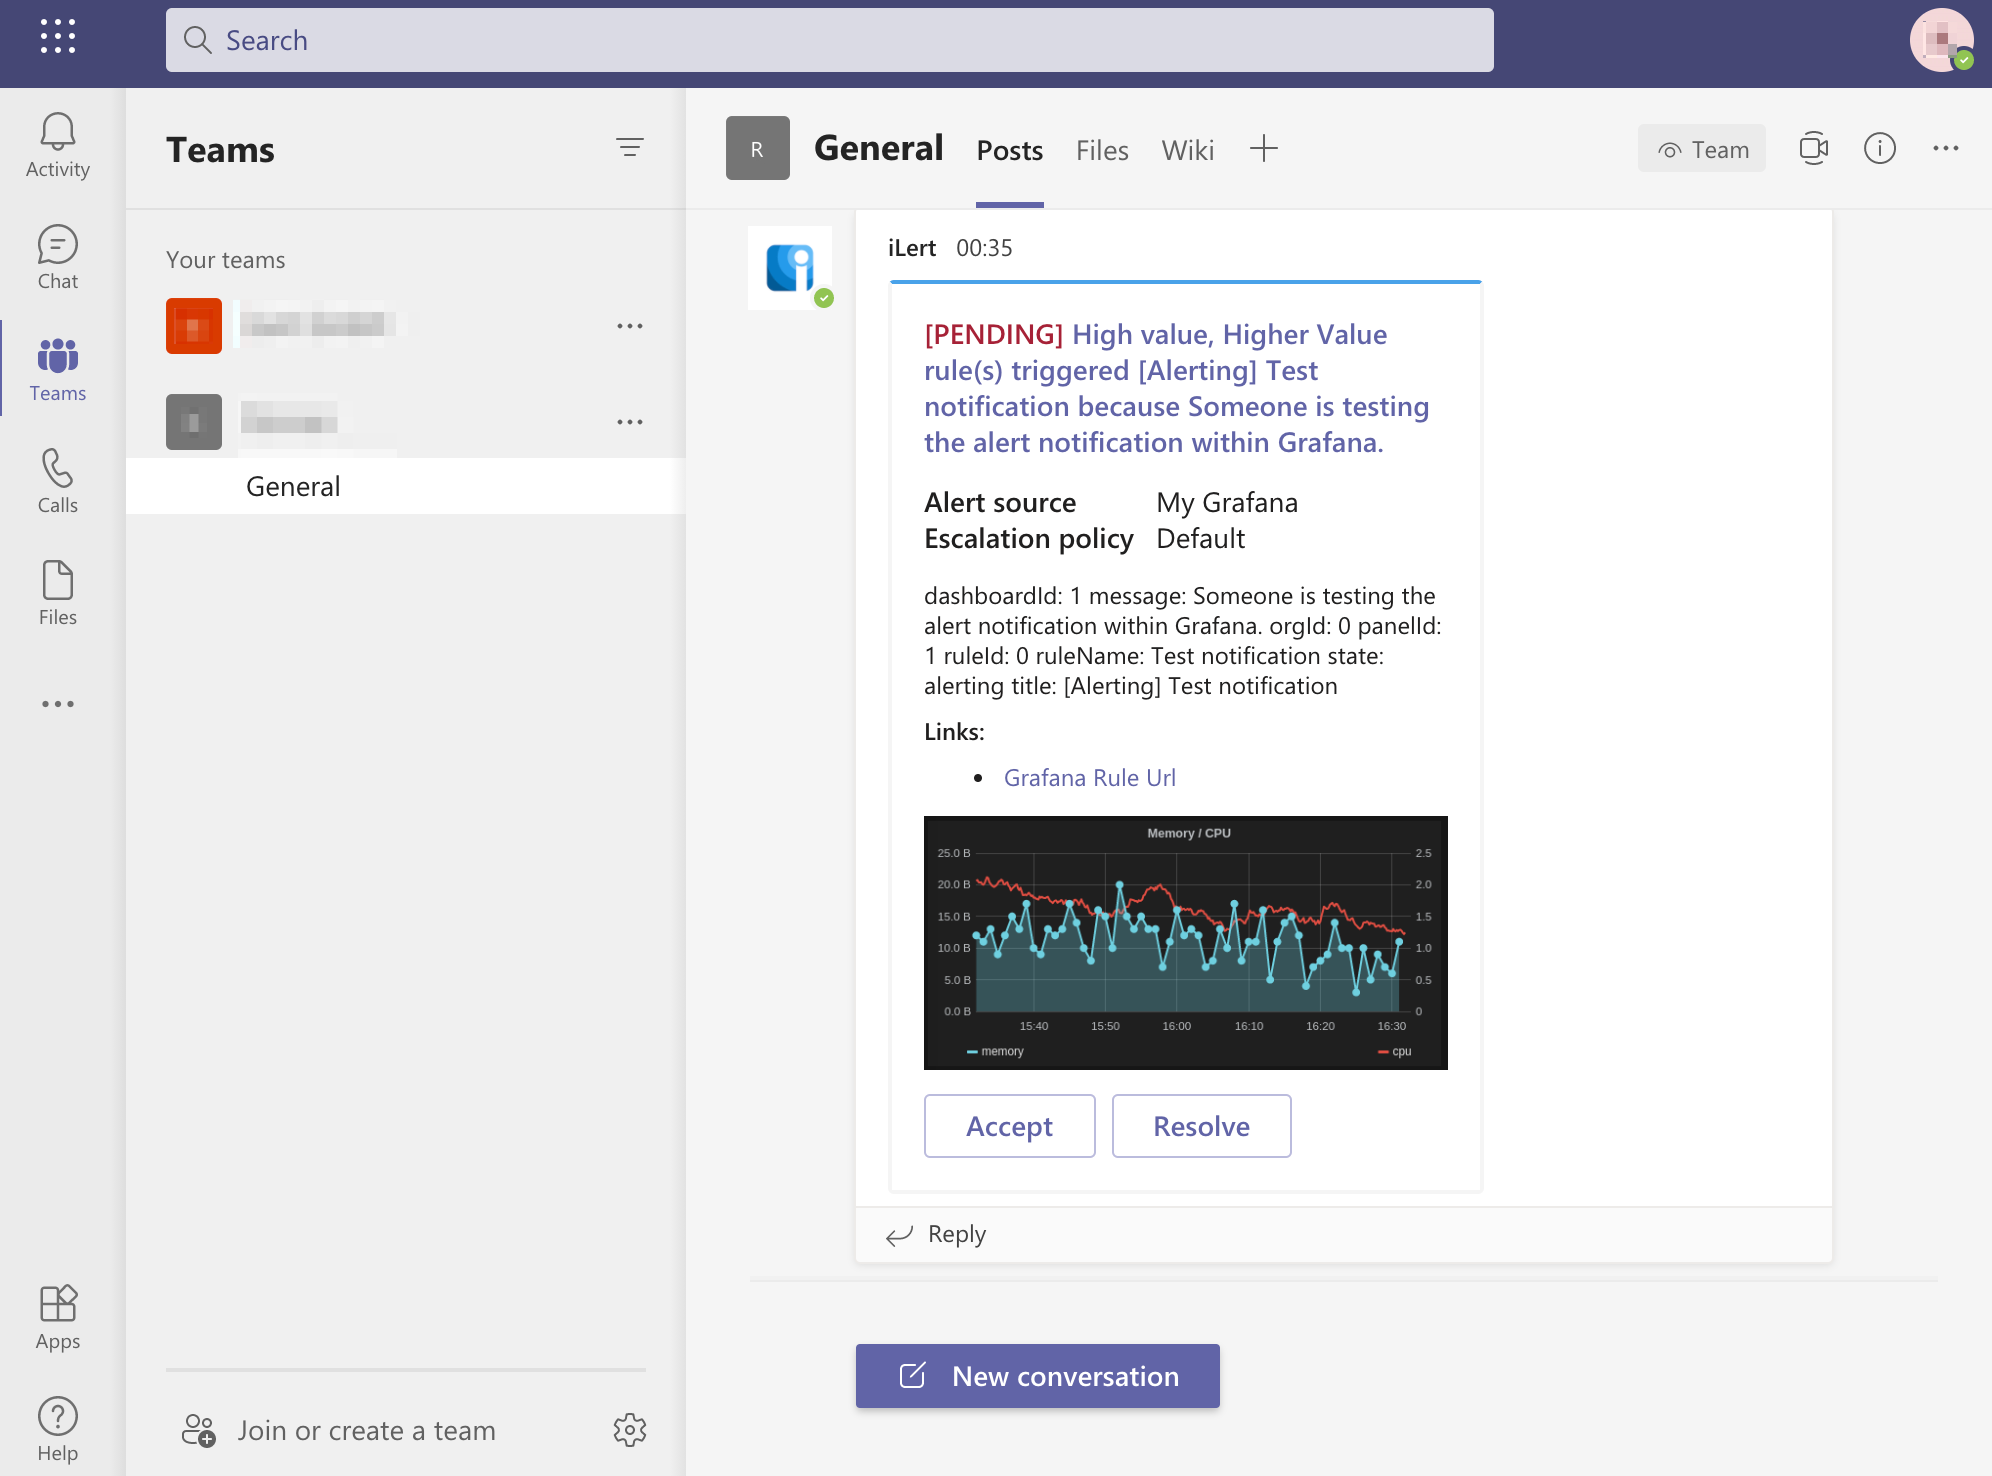 Search
Activity
Chat
Teams
Calls
Files
Apps
Help
Teams
Your teams
General
Join or create a team
R
General
Posts
Files
Wiki
Team
iLert 00:35
[PENDING] High value, Higher Value
rule(s) triggered [Alerting] Test
notification because Someone is testing
the alert notification within Grafana.
Alert source My Grafana
Escalation policy Default
dashboardId: 1 message: Someone is testing the
alert notification within Grafana. orgId: 0 panelId:
1 ruleId: 0 ruleName: Test notification state:
alerting title: [Alerting] Test notification
Links:
• Grafana Rule Url
Memory / CPU
25.0 B 2.5
20.0 B 2.0
15.0 B 1.5
10.0 B 1.0
5.0 B 0.5
0.0 B 0
15:40 15:50 16:00 16:10 16:20 16:30
memory cpu
Accept Resolve
Reply
New conversation